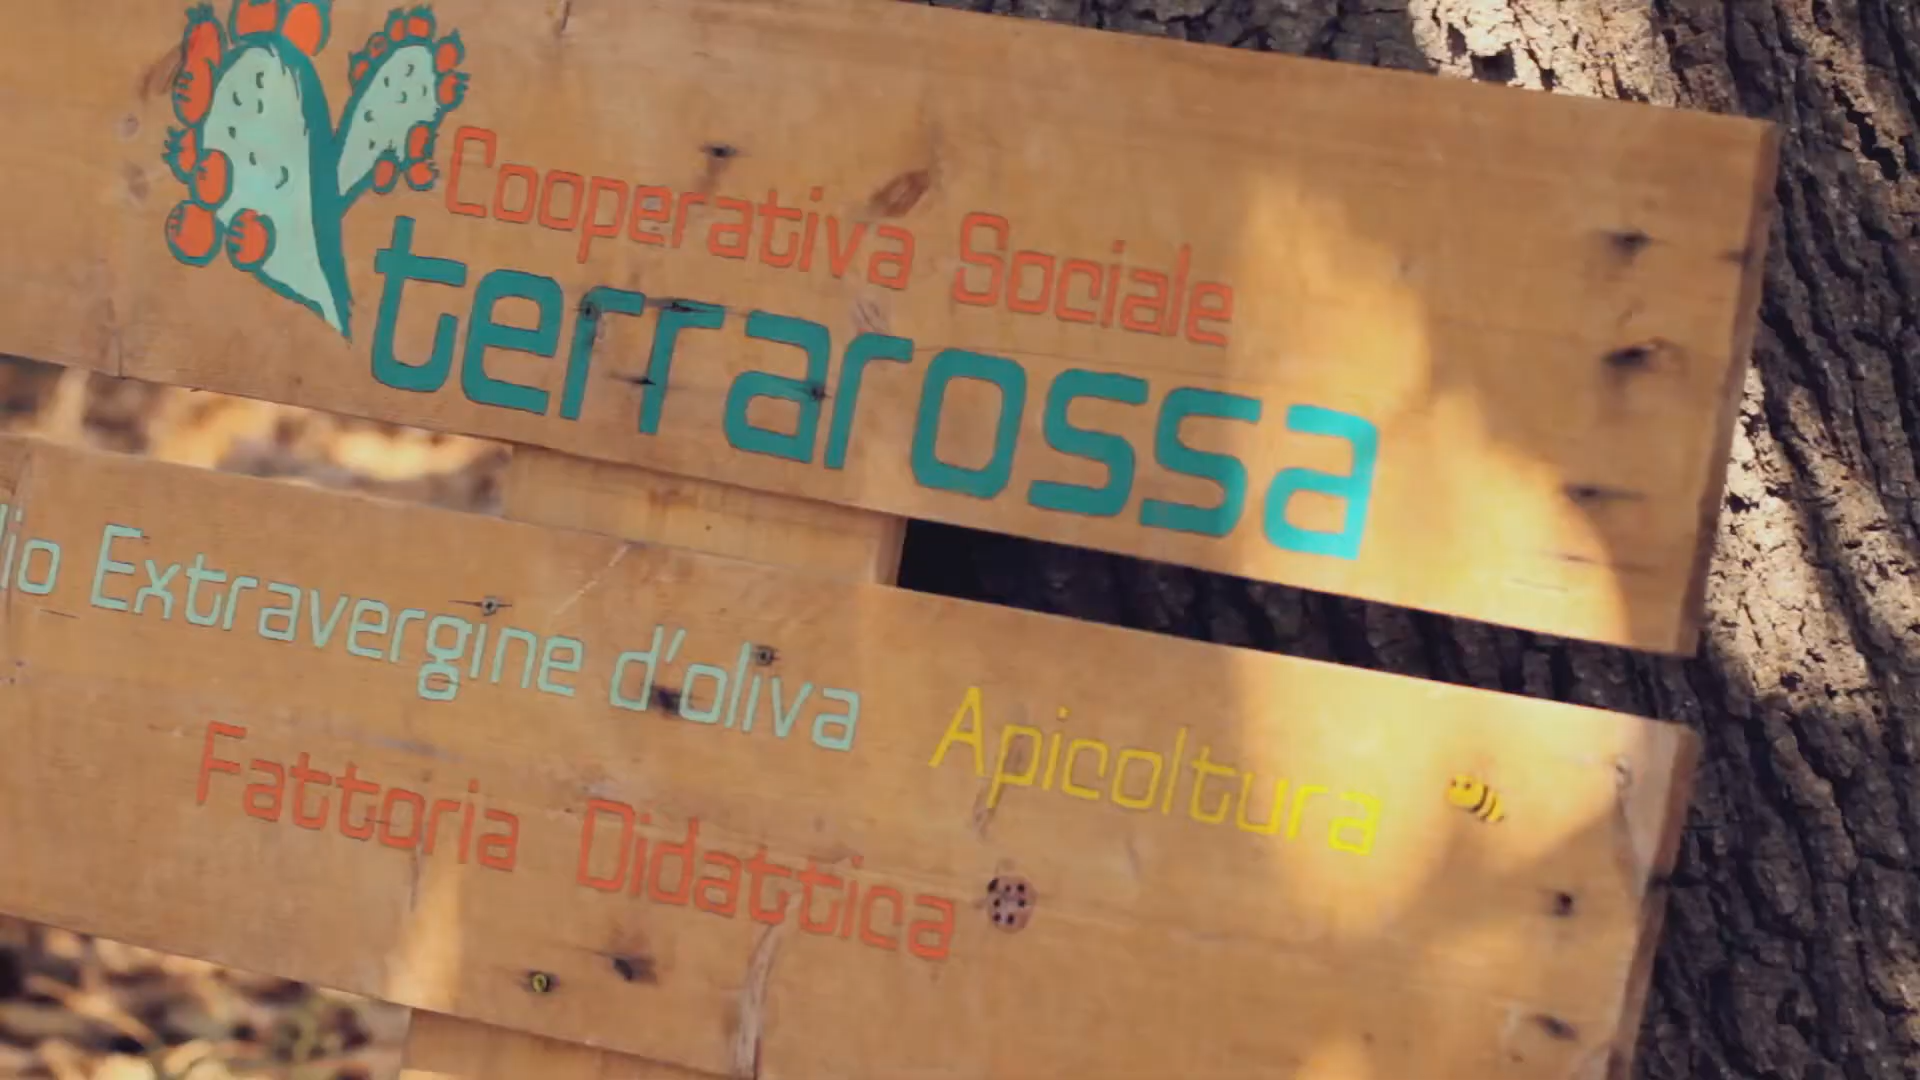 Cooperativa Sociale
terrarossa
lio Extravergine d'oliva Apicoltura
Fattoria Didattica